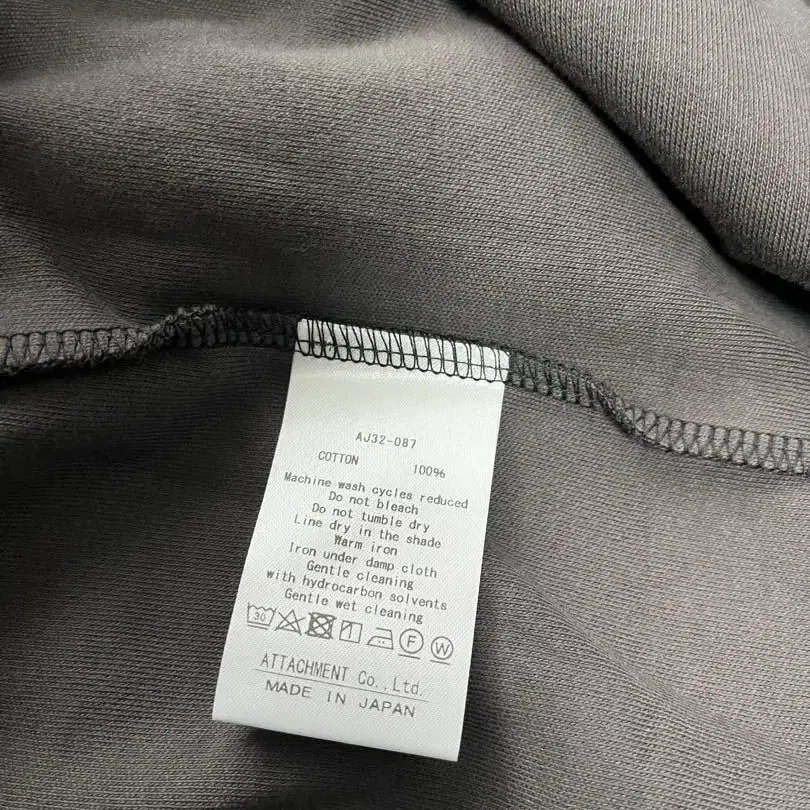 AJ32-087
COTTON 100%
Machine wash cycles reduced
Do not bleach
Do not tumble dry
Line dry in the shade
Warm iron
Iron under damp cloth
Gentle cleaning
with hydrocarbon solvents
Gentle wet cleaning
30 F W
ATTACHMENT Co.,Ltd.
MADE IN JAPAN